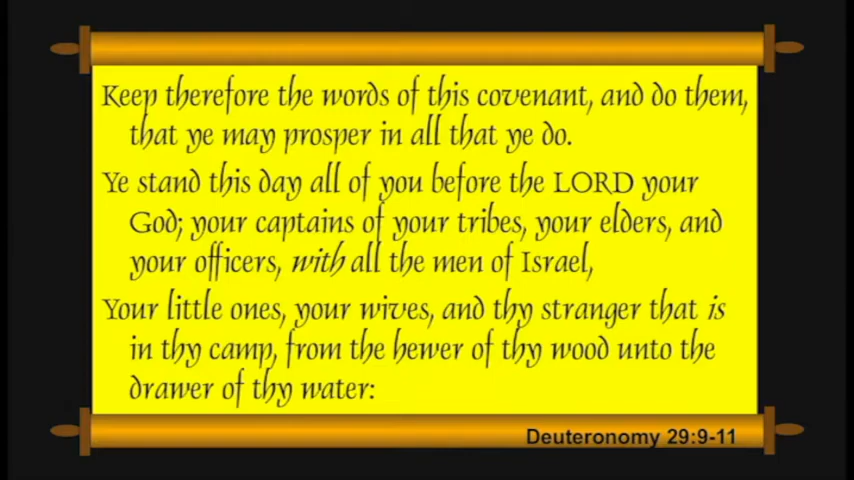 Keep therefore the words of this covenant, and do them,
that ye may prosper in all that ye do.
Ye stand this day all of you before the LORD your
God; your captains of your tribes, your elders, and
your officers, with all the men of Israel,
Your little ones, your wives, and thy stranger that is
in thy camp, from the hewer of thy wood unto the
drawer of thy water:
Deuteronomy 29:9-11